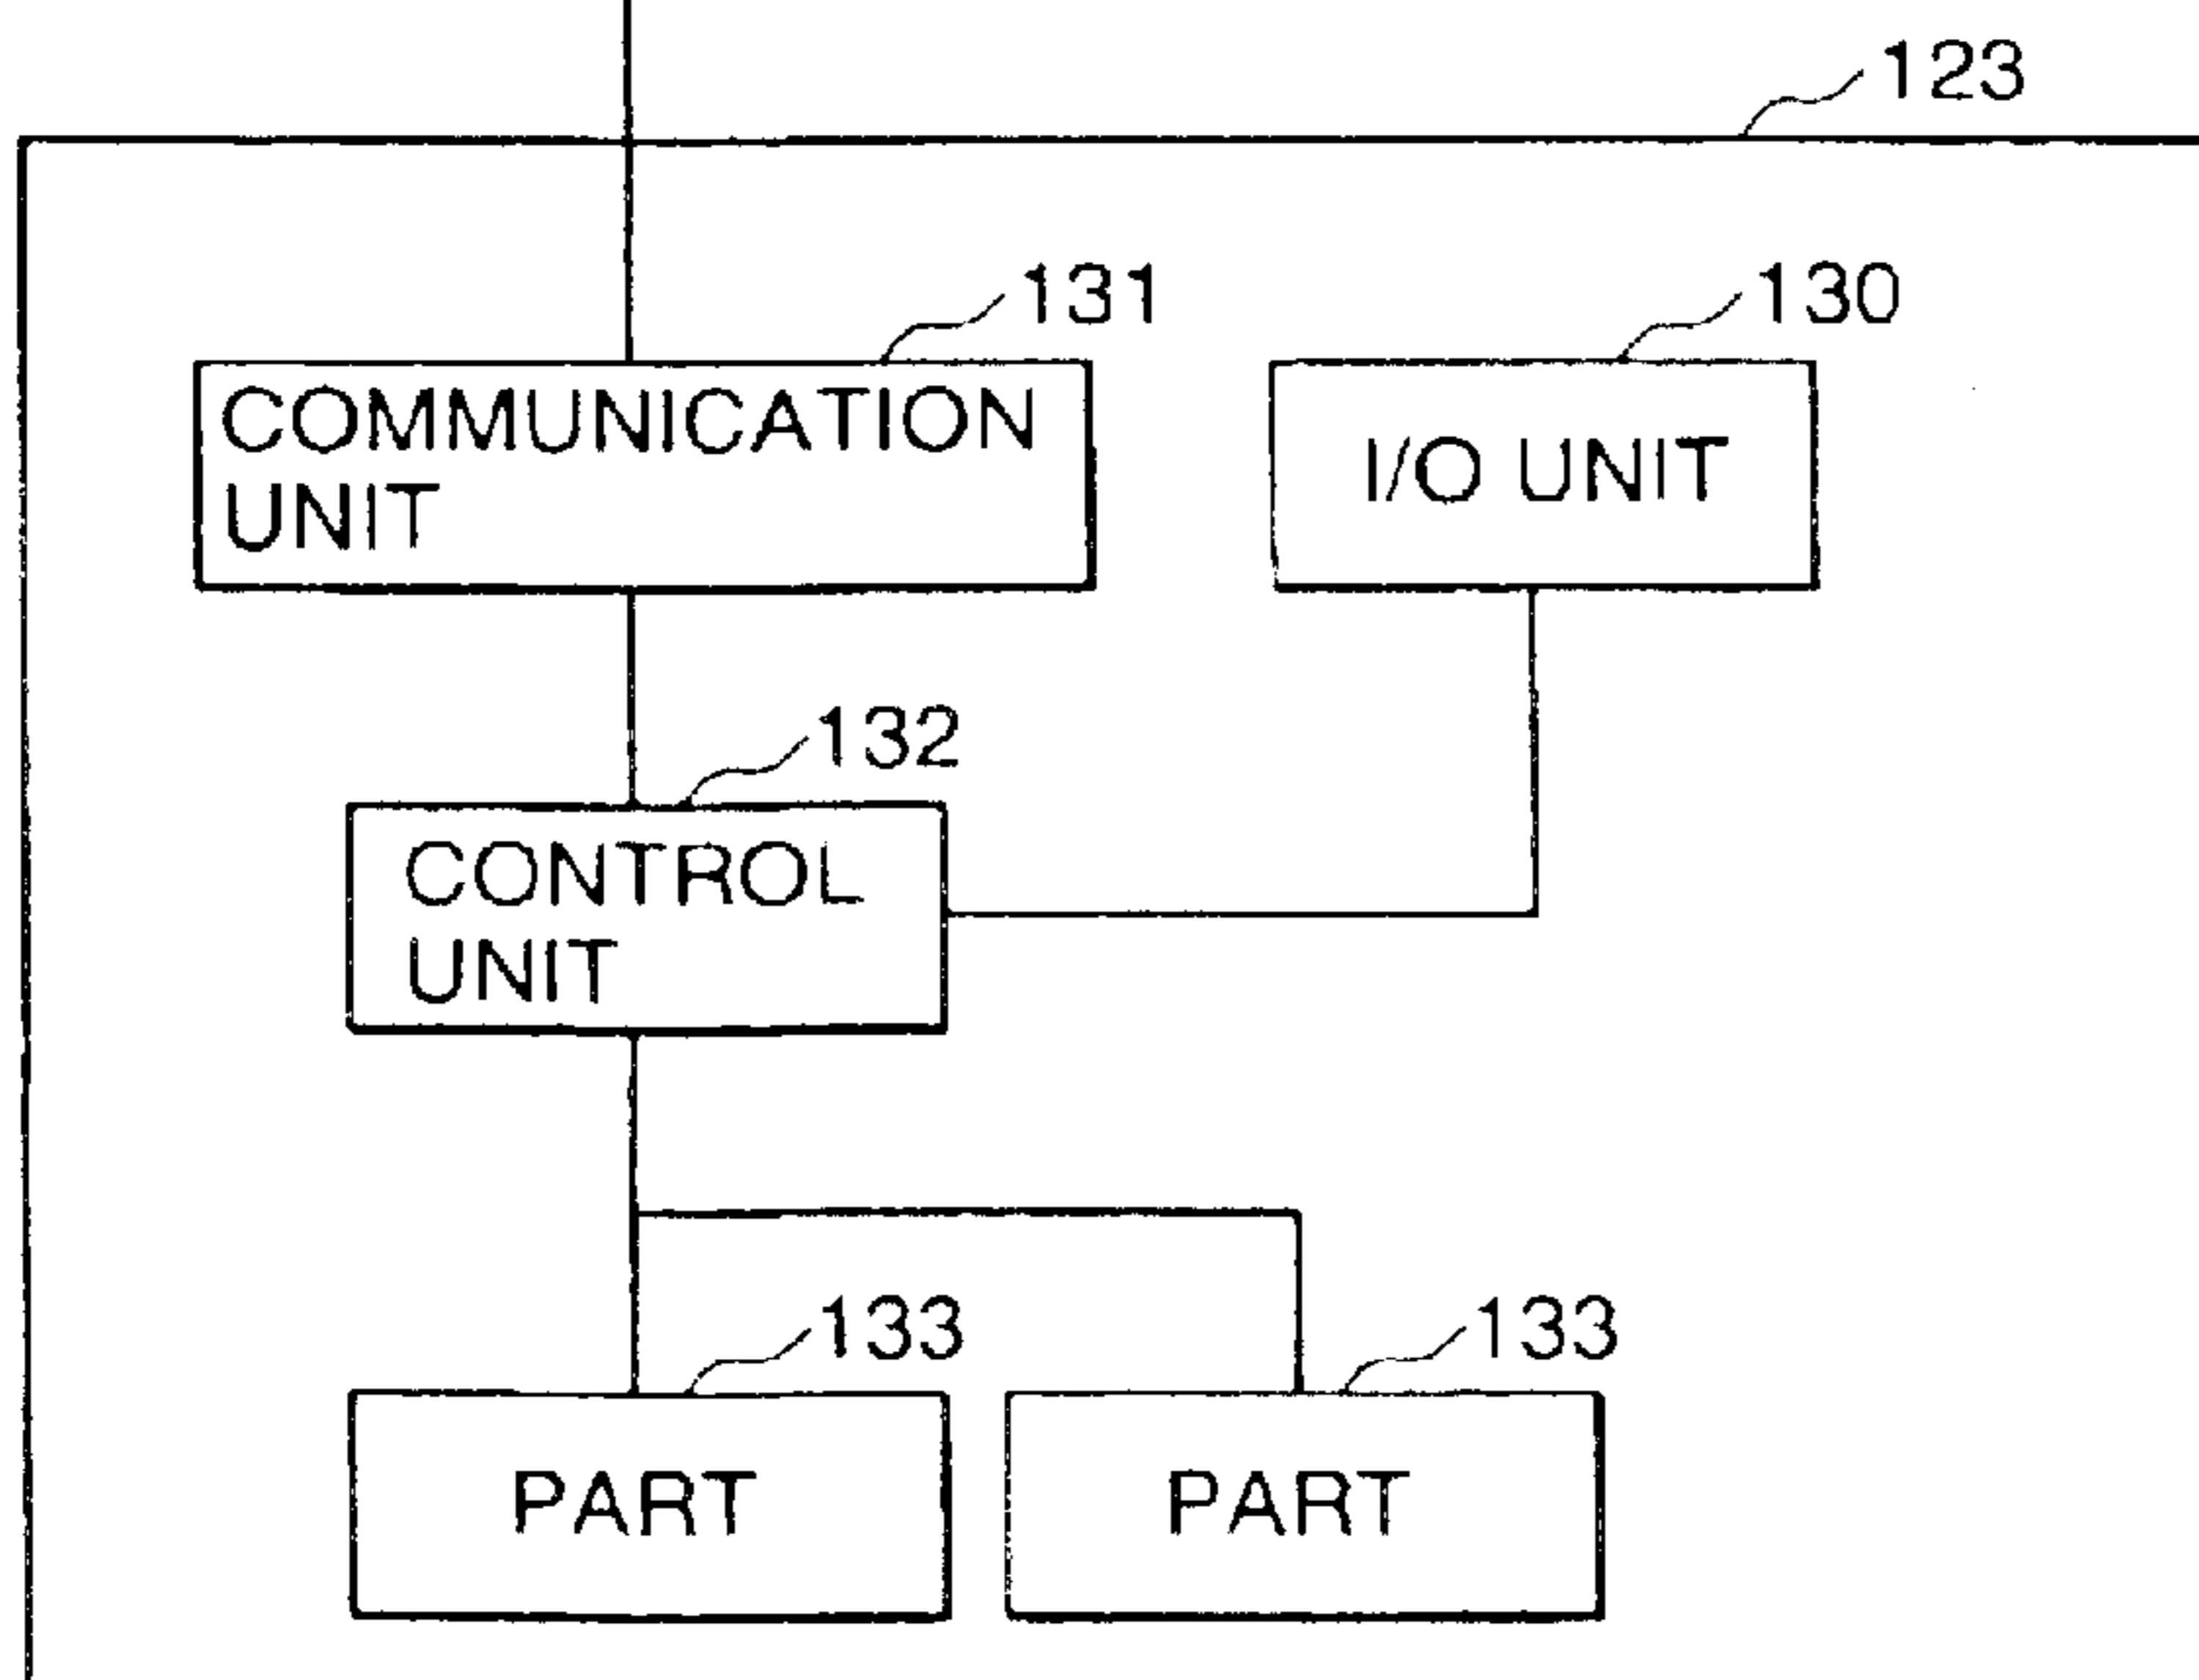 123
131
130
COMMUNICATION
UNIT
I/O UNIT
132
CONTROL
UNIT
133
133
PART
PART